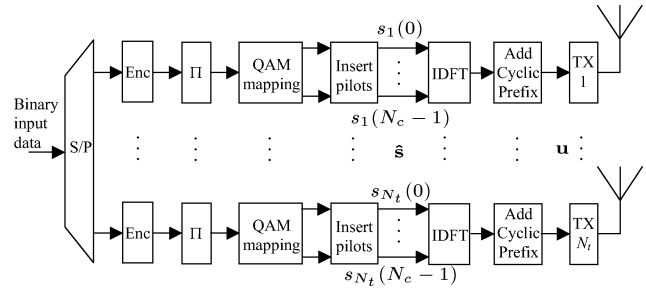 Binary
input
data
S/P
Enc
Π
QAM
mapping
Insert
pilots
s₁(0)
s₁(N_c − 1)
IDFT
Add
Cyclic
Prefix
TX
1
ŝ
u
Enc
Π
QAM
mapping
Insert
pilots
s_{N_t}(0)
s_{N_t}(N_c − 1)
IDFT
Add
Cyclic
Prefix
TX
N_t